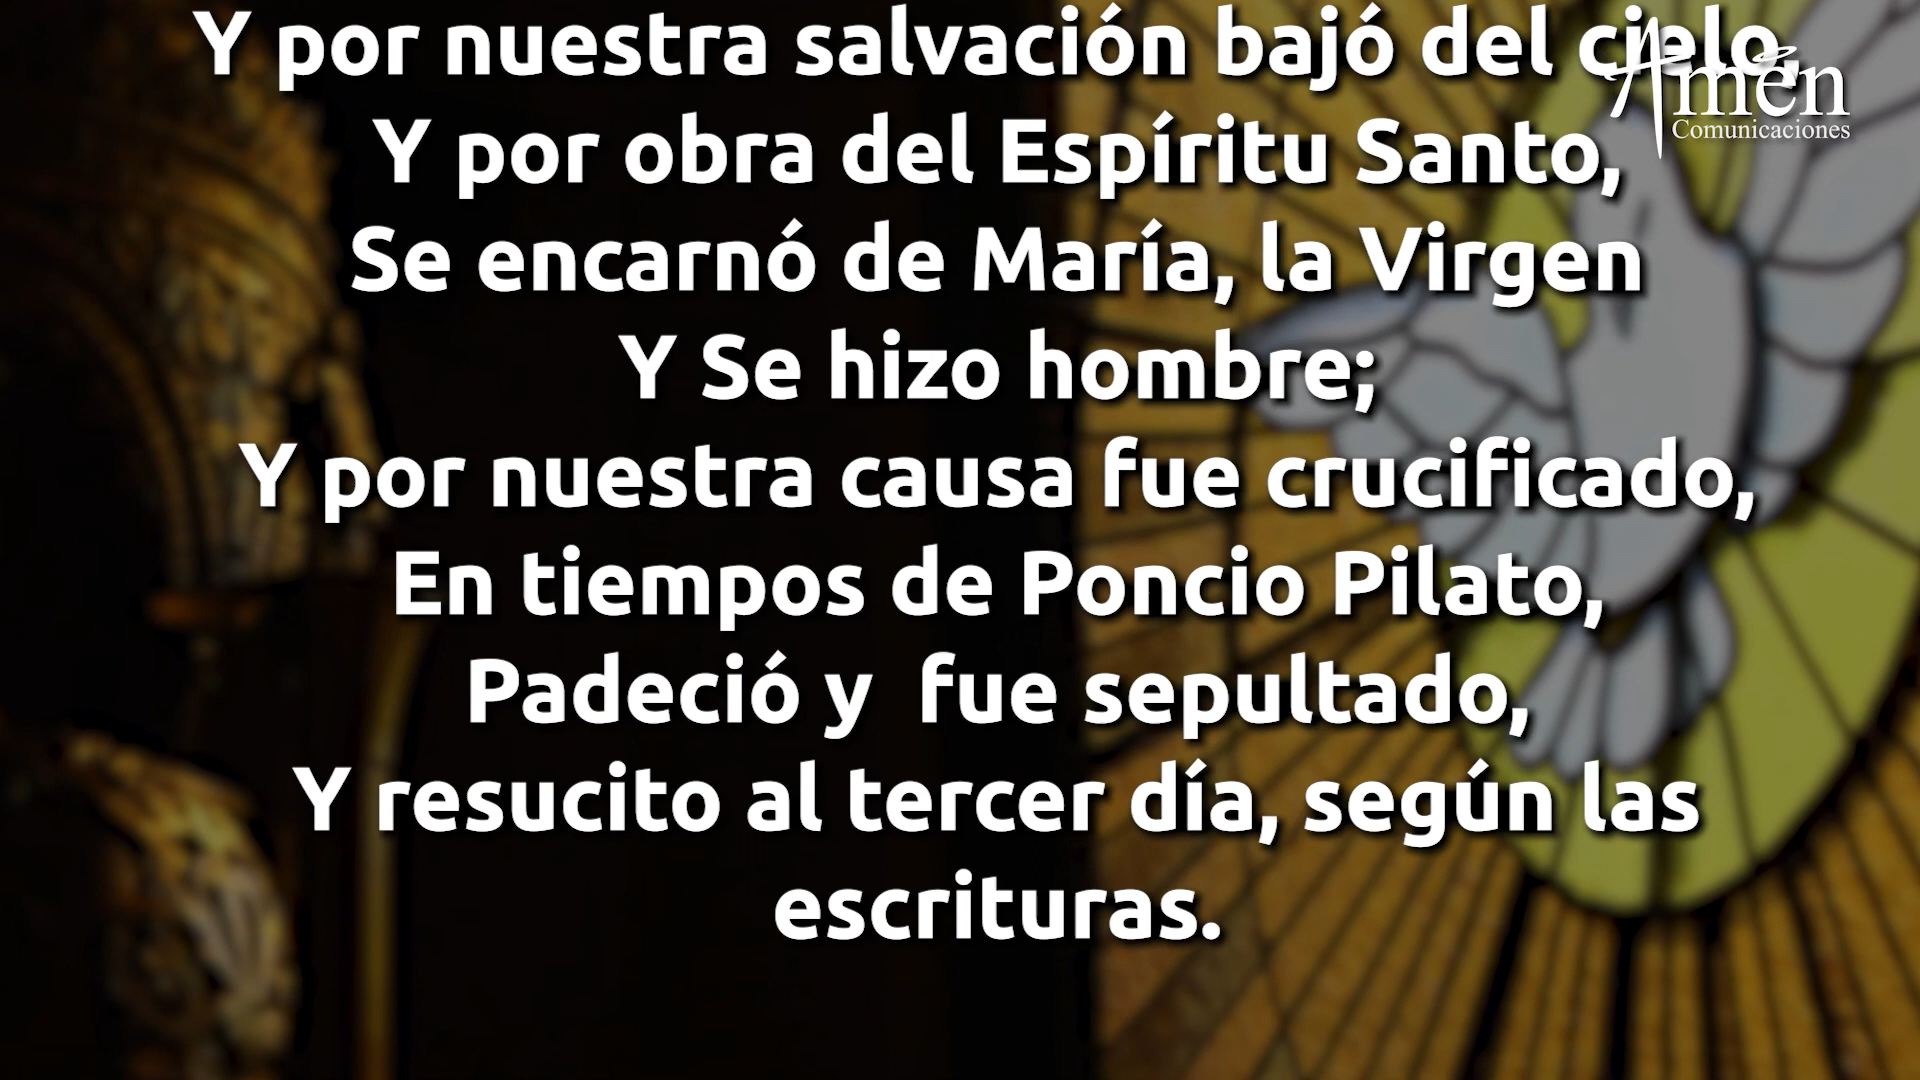 Y por nuestra salvación bajó del cielo,
Amén
Comunicaciones
Y por obra del Espíritu Santo,
Se encarnó de María, la Virgen
Y Se hizo hombre;
Y por nuestra causa fue crucificado,
En tiempos de Poncio Pilato,
Padeció y  fue sepultado,
Y resucito al tercer día, según las
escrituras.